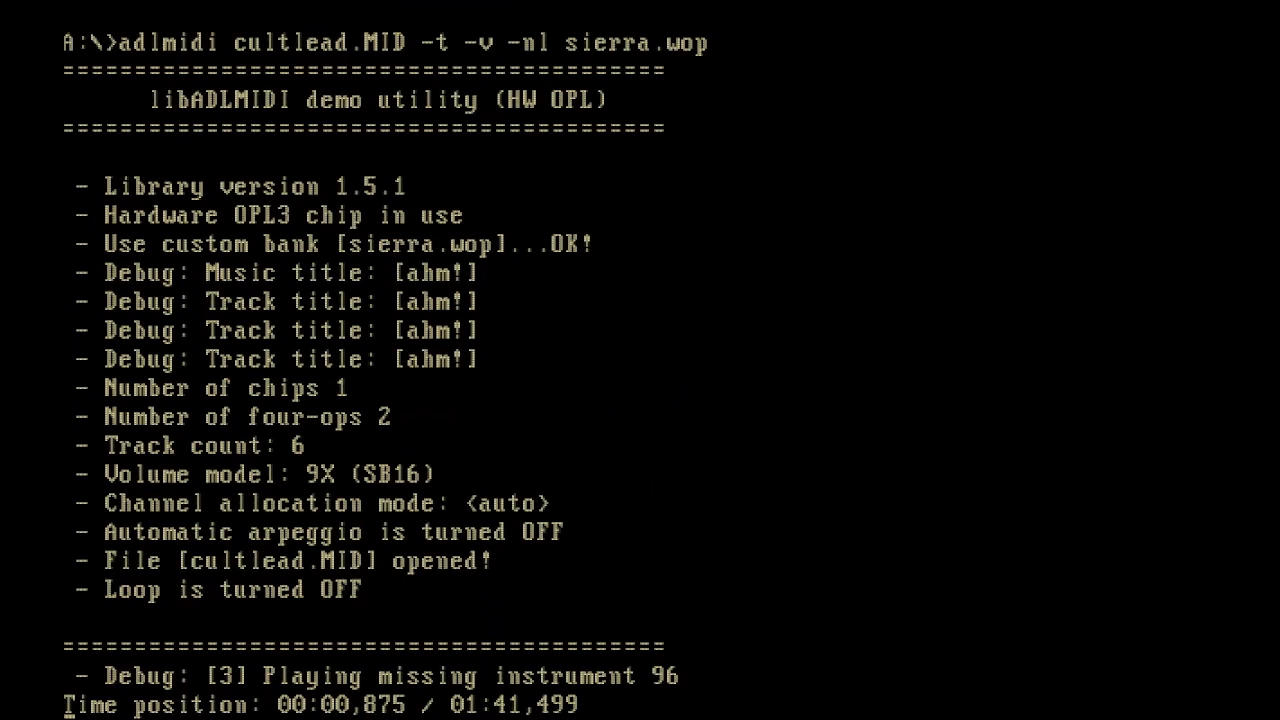 A:\>adlmidi cultlead.MID -t -v -nl sierra.wop
==========================================
libADLMIDI demo utility (HW OPL)
==========================================
- Library version 1.5.1
- Hardware OPL3 chip in use
- Use custom bank [sierra.wop]...OK!
- Debug: Music title: [ahm!]
- Debug: Track title: [ahm!]
- Debug: Track title: [ahm!]
- Debug: Track title: [ahm!]
- Number of chips 1
- Number of four-ops 2
- Track count: 6
- Volume model: 9X (SB16)
- Channel allocation mode: <auto>
- Automatic arpeggio is turned OFF
- File [cultlead.MID] opened!
- Loop is turned OFF
==========================================
- Debug: [3] Playing missing instrument 96
Time position: 00:00,875 / 01:41,499